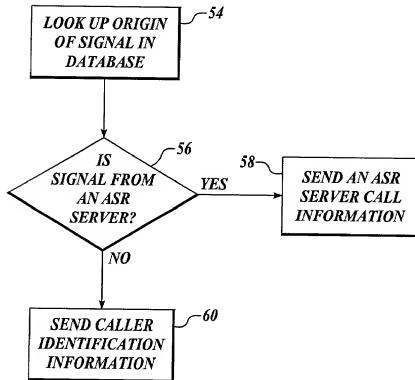 LOOK UP ORIGIN
OF SIGNAL IN
DATABASE
54
IS
SIGNAL FROM
AN ASR
SERVER?
56
YES
58
SEND AN ASR
SERVER CALL
INFORMATION
NO
SEND CALLER
IDENTIFICATION
INFORMATION
60